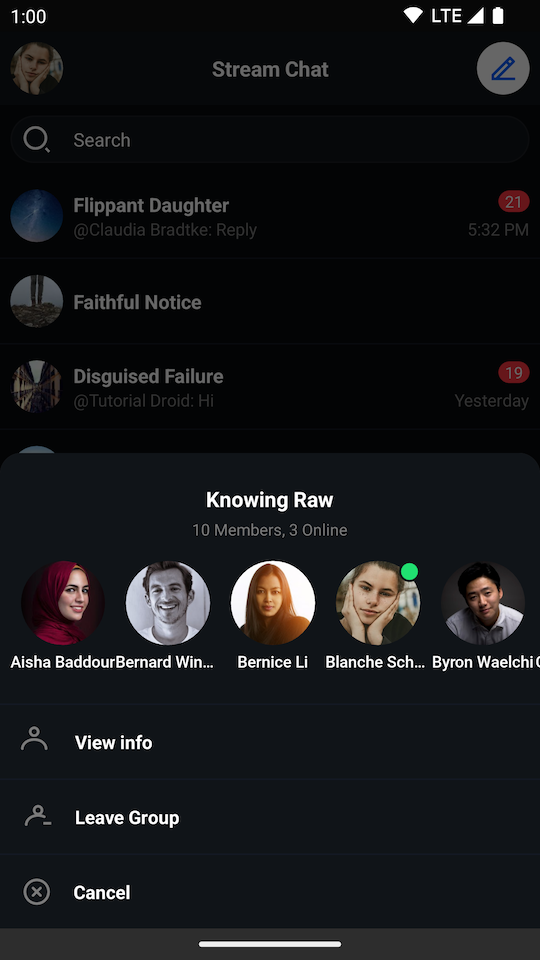 1:00 LTE
Stream Chat
Search
Flippant Daughter 21
@Claudia Bradtke: Reply 5:32 PM
Faithful Notice
Disguised Failure 19
@Tutorial Droid: Hi Yesterday
Knowing Raw
10 Members, 3 Online
Aisha Baddour Bernard Win... Bernice Li Blanche Sch... Byron Waelchi
View info
Leave Group
Cancel